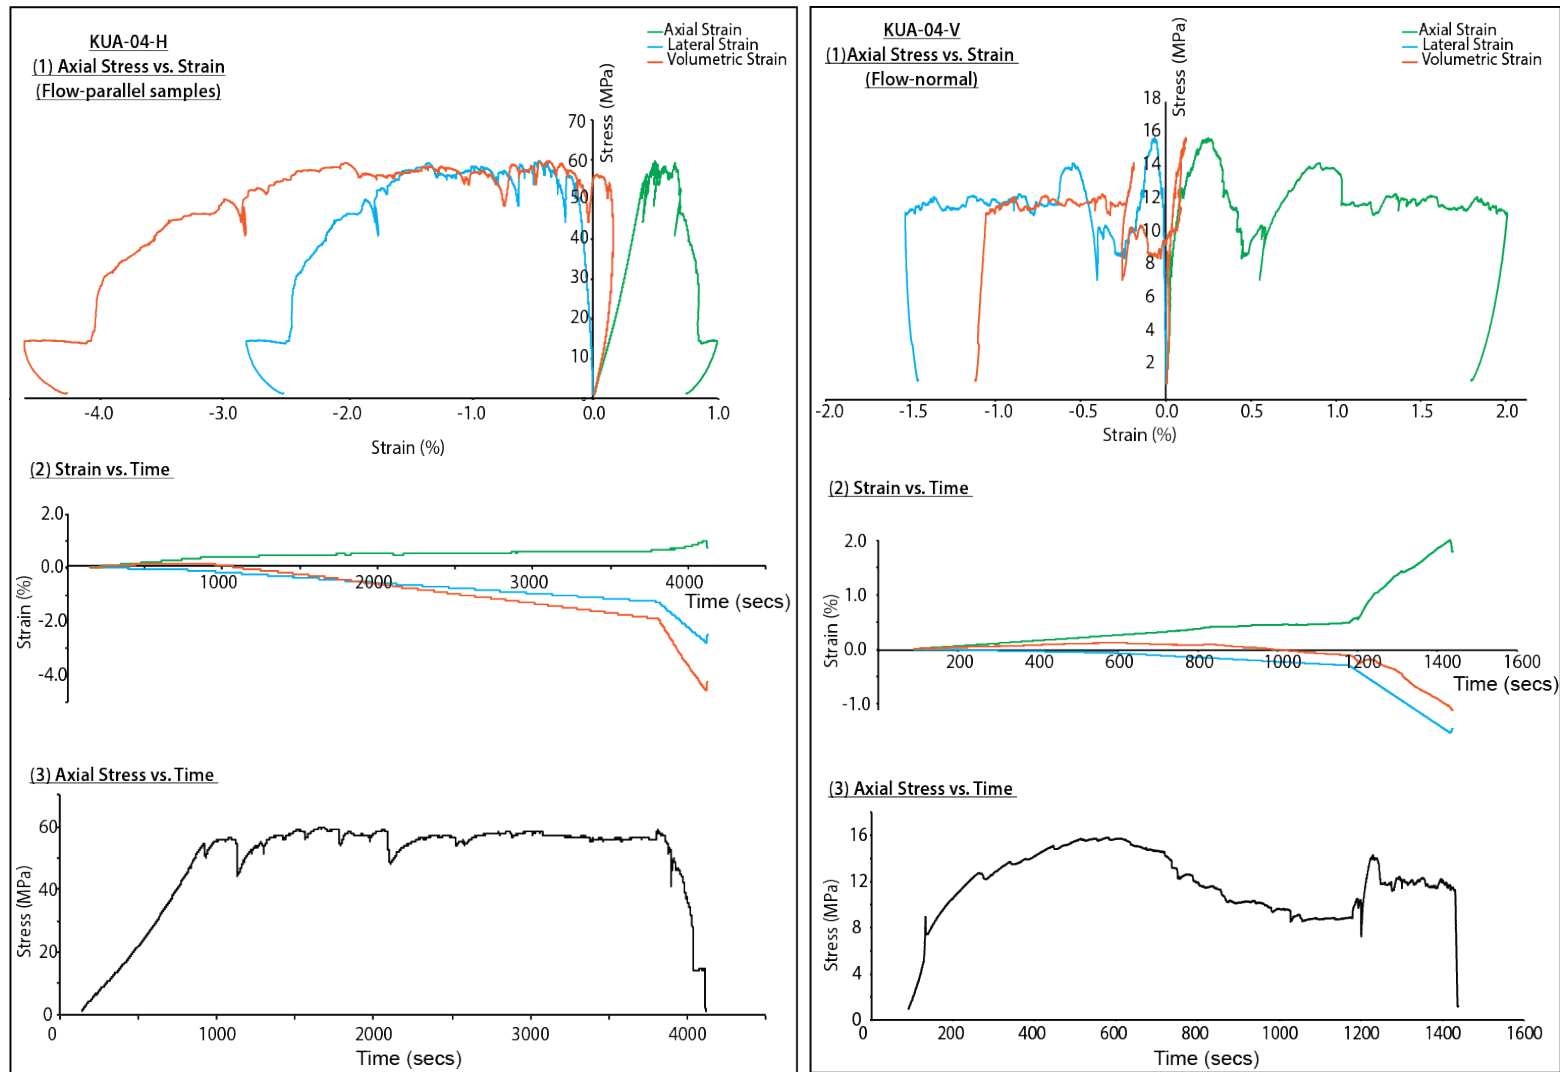 KUA-04-H
(1) Axial Stress vs. Strain
(Flow-parallel samples)
Axial Strain
Lateral Strain
Volumetric Strain
Stress (MPa)
70
60
50
40
30
20
10
-4.0 -3.0 -2.0 -1.0 0.0 1.0
Strain (%)
(2) Strain vs. Time
Strain (%)
2.0
0.0
-2.0
-4.0
1000 2000 3000 4000
Time (secs)
(3) Axial Stress vs. Time
Stress (MPa)
60
40
20
0
0 1000 2000 3000 4000
Time (secs)
KUA-04-V
(1)Axial Stress vs. Strain
(Flow-normal)
Axial Strain
Lateral Strain
Volumetric Strain
Stress (MPa)
18
16
14
12
10
8
6
4
2
-2.0 -1.5 -1.0 -0.5 0.0 0.5 1.0 1.5 2.0
Strain (%)
(2) Strain vs. Time
Strain (%)
2.0
1.0
0.0
-1.0
200 400 600 800 1000 1200 1400 1600
Time (secs)
(3) Axial Stress vs. Time
Stress (MPa)
16
12
8
4
0
0 200 400 600 800 1000 1200 1400 1600
Time (secs)